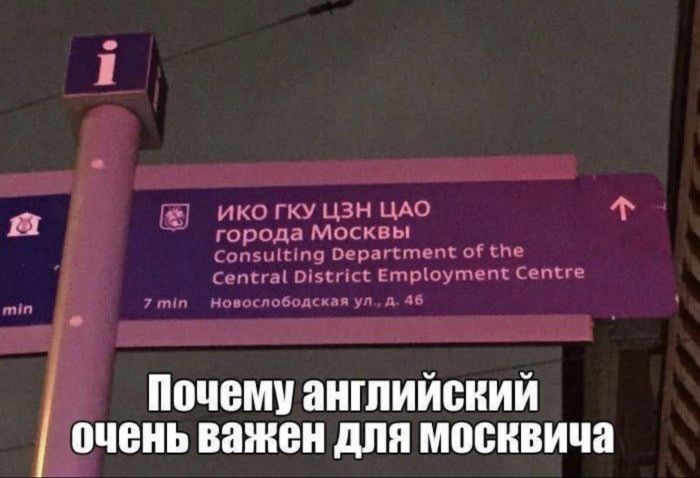 i
ИКО ГКУ ЦЗН ЦАО
города Москвы
Consulting Department of the
Central District Employment Centre
min
7 min Новослободская ул., д. 46
Почему английский
очень важен для москвича